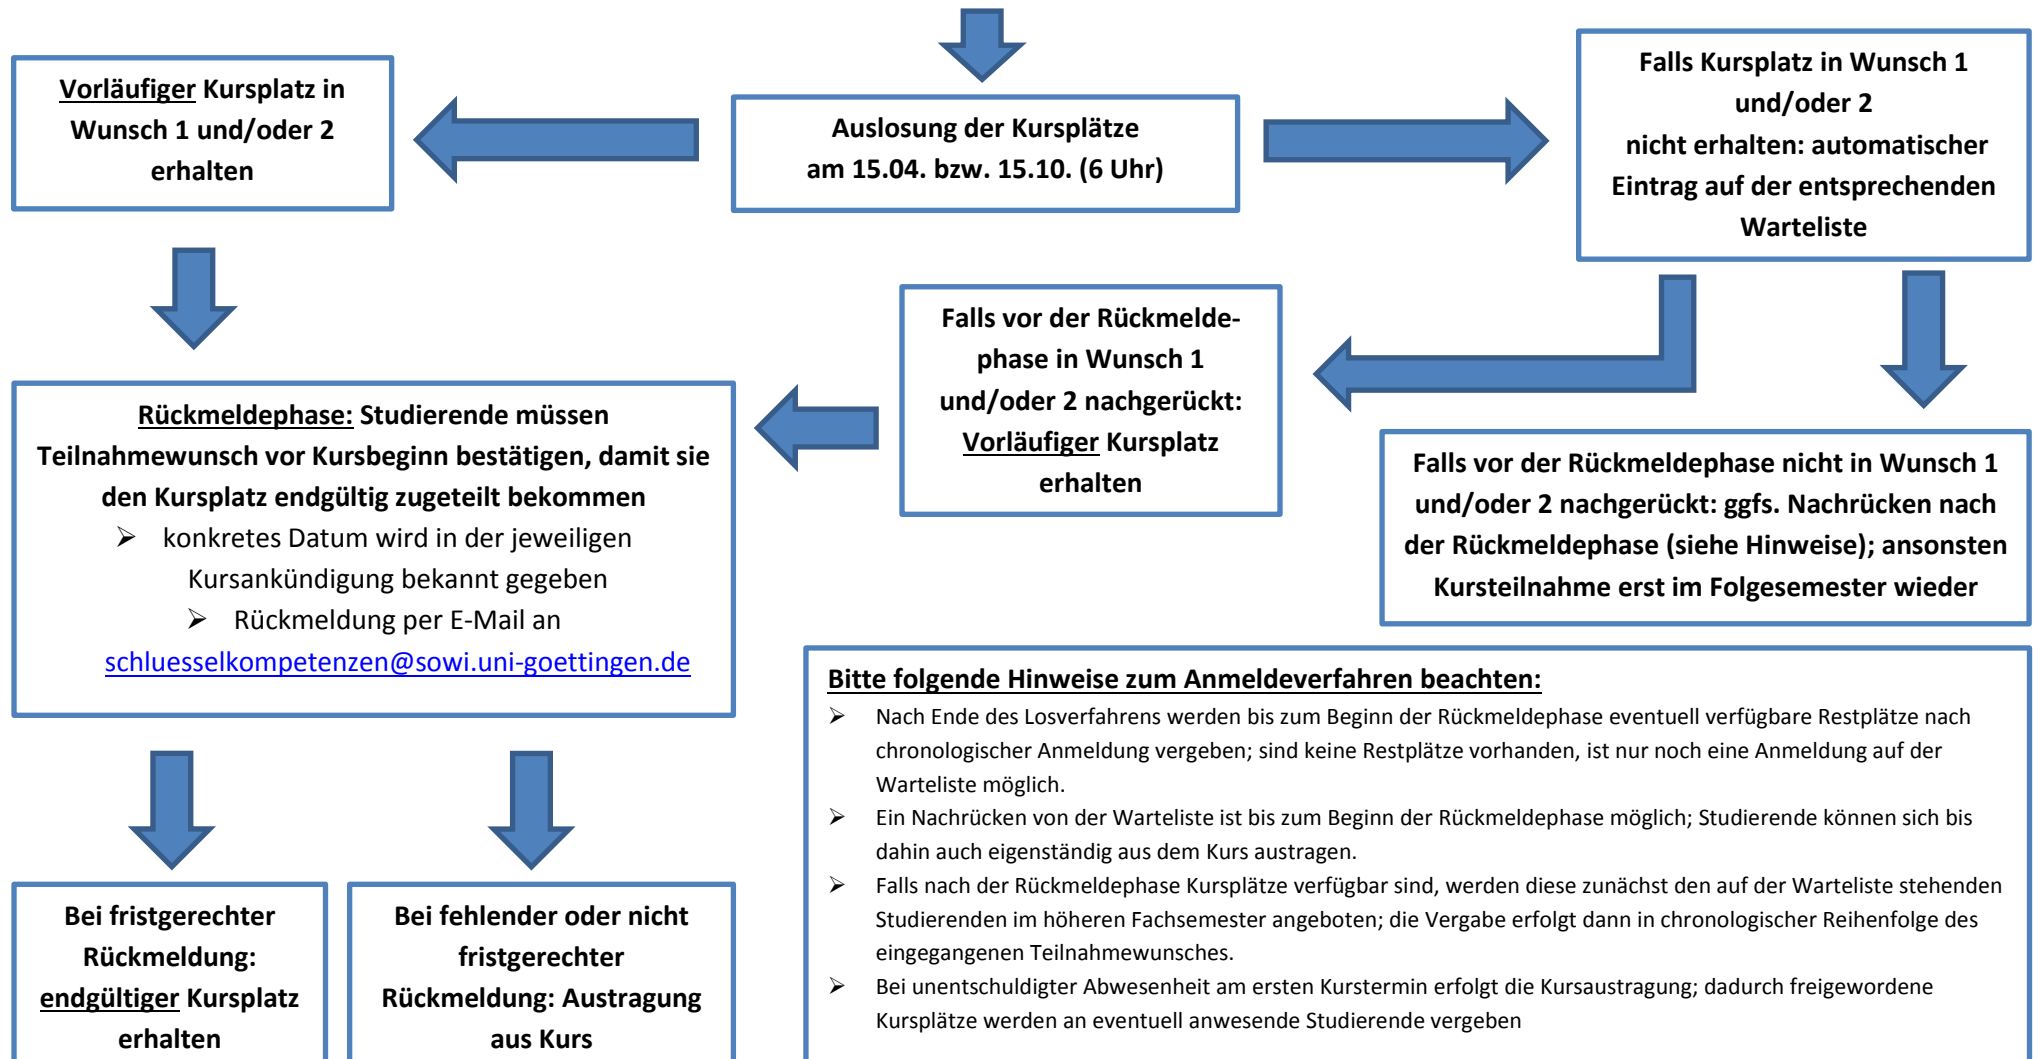 Vorläufiger Kursplatz in
Wunsch 1 und/oder 2
erhalten
Auslosung der Kursplätze
am 15.04. bzw. 15.10. (6 Uhr)
Falls Kursplatz in Wunsch 1
und/oder 2
nicht erhalten: automatischer
Eintrag auf der entsprechenden
Warteliste
Falls vor der Rückmelde-
phase in Wunsch 1
und/oder 2 nachgerückt:
Vorläufiger Kursplatz
erhalten
Rückmeldephase: Studierende müssen
Teilnahmewunsch vor Kursbeginn bestätigen, damit sie
den Kursplatz endgültig zugeteilt bekommen
➢ konkretes Datum wird in der jeweiligen
Kursankündigung bekannt gegeben
➢ Rückmeldung per E-Mail an
schluesselkompetenzen@sowi.uni-goettingen.de
Falls vor der Rückmeldephase nicht in Wunsch 1
und/oder 2 nachgerückt: ggfs. Nachrücken nach
der Rückmeldephase (siehe Hinweise); ansonsten
Kursteilnahme erst im Folgesemester wieder
Bitte folgende Hinweise zum Anmeldeverfahren beachten:
➢ Nach Ende des Losverfahrens werden bis zum Beginn der Rückmeldephase eventuell verfügbare Restplätze nach
chronologischer Anmeldung vergeben; sind keine Restplätze vorhanden, ist nur noch eine Anmeldung auf der
Warteliste möglich.
➢ Ein Nachrücken von der Warteliste ist bis zum Beginn der Rückmeldephase möglich; Studierende können sich bis
dahin auch eigenständig aus dem Kurs austragen.
➢ Falls nach der Rückmeldephase Kursplätze verfügbar sind, werden diese zunächst den auf der Warteliste stehenden
Studierenden im höheren Fachsemester angeboten; die Vergabe erfolgt dann in chronologischer Reihenfolge des
eingegangenen Teilnahmewunsches.
➢ Bei unentschuldigter Abwesenheit am ersten Kurstermin erfolgt die Kursaustragung; dadurch freigewordene
Kursplätze werden an eventuell anwesende Studierende vergeben
Bei fristgerechter
Rückmeldung:
endgültiger Kursplatz
erhalten
Bei fehlender oder nicht
fristgerechter
Rückmeldung: Austragung
aus Kurs